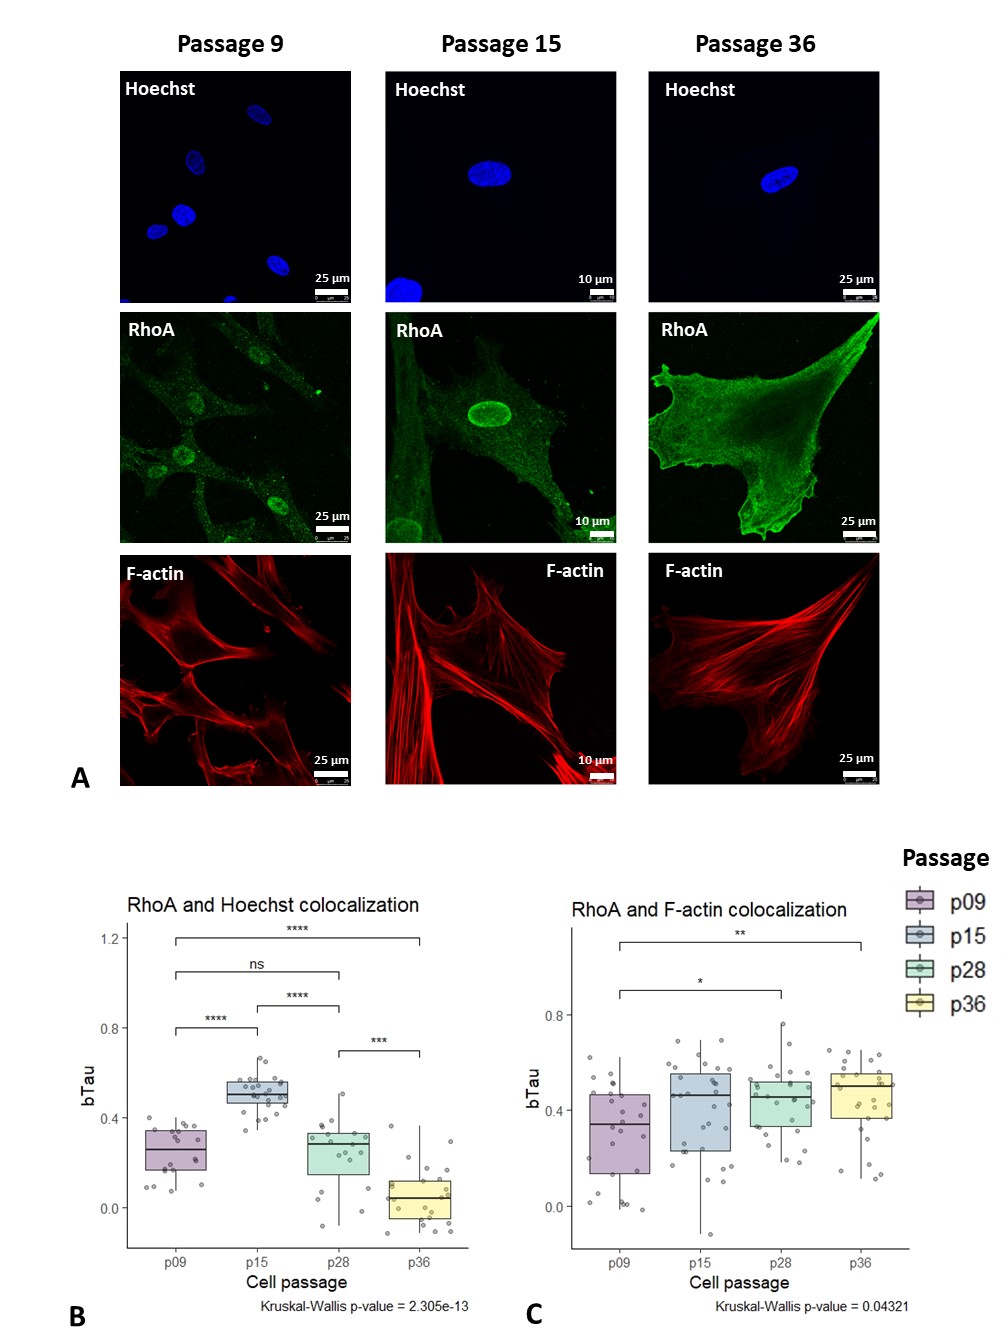 Passage 9
Passage 15
Passage 36
Hoechst
Hoechst
Hoechst
25 µm
10 µm
25 µm
RhoA
RhoA
RhoA
25 µm
10 µm
25 µm
F-actin
F-actin
F-actin
25 µm
10 µm
25 µm
A
Passage
p09
p15
p28
p36
RhoA and Hoechst colocalization
****
ns
****
****
***
1.2
0.8
0.4
0.0
bTau
p09
p15
p28
p36
Cell passage
Kruskal-Wallis p-value = 2.305e-13
B
RhoA and F-actin colocalization
**
*
0.8
0.4
0.0
bTau
p09
p15
p28
p36
Cell passage
Kruskal-Wallis p-value = 0.04321
C